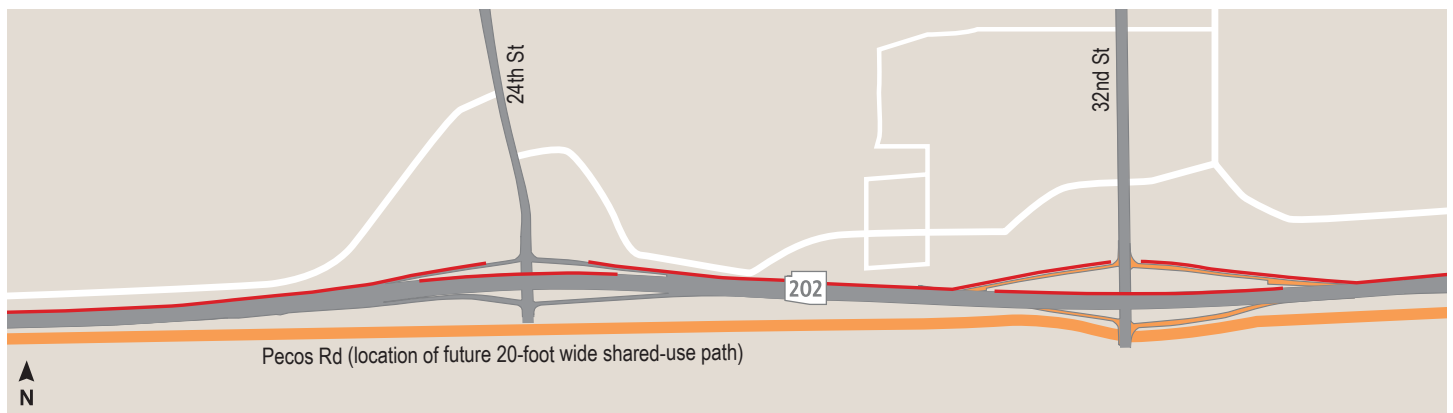 24th St
32nd St
202
Pecos Rd (location of future 20-foot wide shared-use path)
N